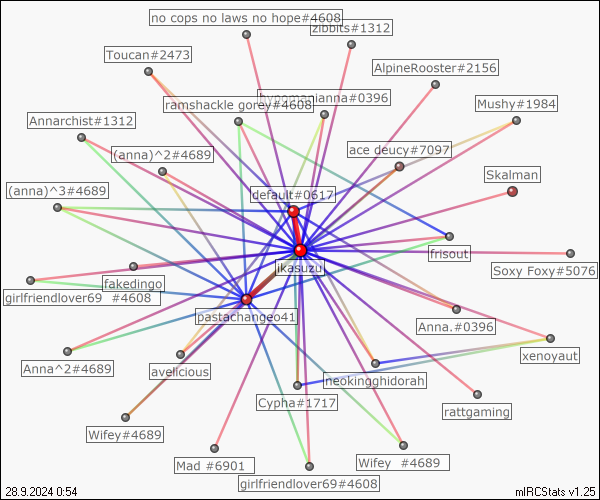 no cops no laws no hope#4608
zibbits#1312
Toucan#2473
AlpineRooster#2156
ramshackle gorey#4608
anna#0396
Mushy#1984
Annarchist#1312
(anna)^2#4689
ace deucy#7097
Skalman
(anna)^3#4689
default#0617
frisout
ikasuzu
Soxy Foxy#5076
fakedingo
girlfriendlover69 #4608
pastachangeo41
Anna.#0396
xenoyaut
Anna^2#4689
avelicious
neokingghidorah
Cypha#1717
rattgaming
Wifey#4689
Mad #6901
Wifey #4689
girlfriendlover69#4608
28.9.2024 0:54
mIRCStats v1.25